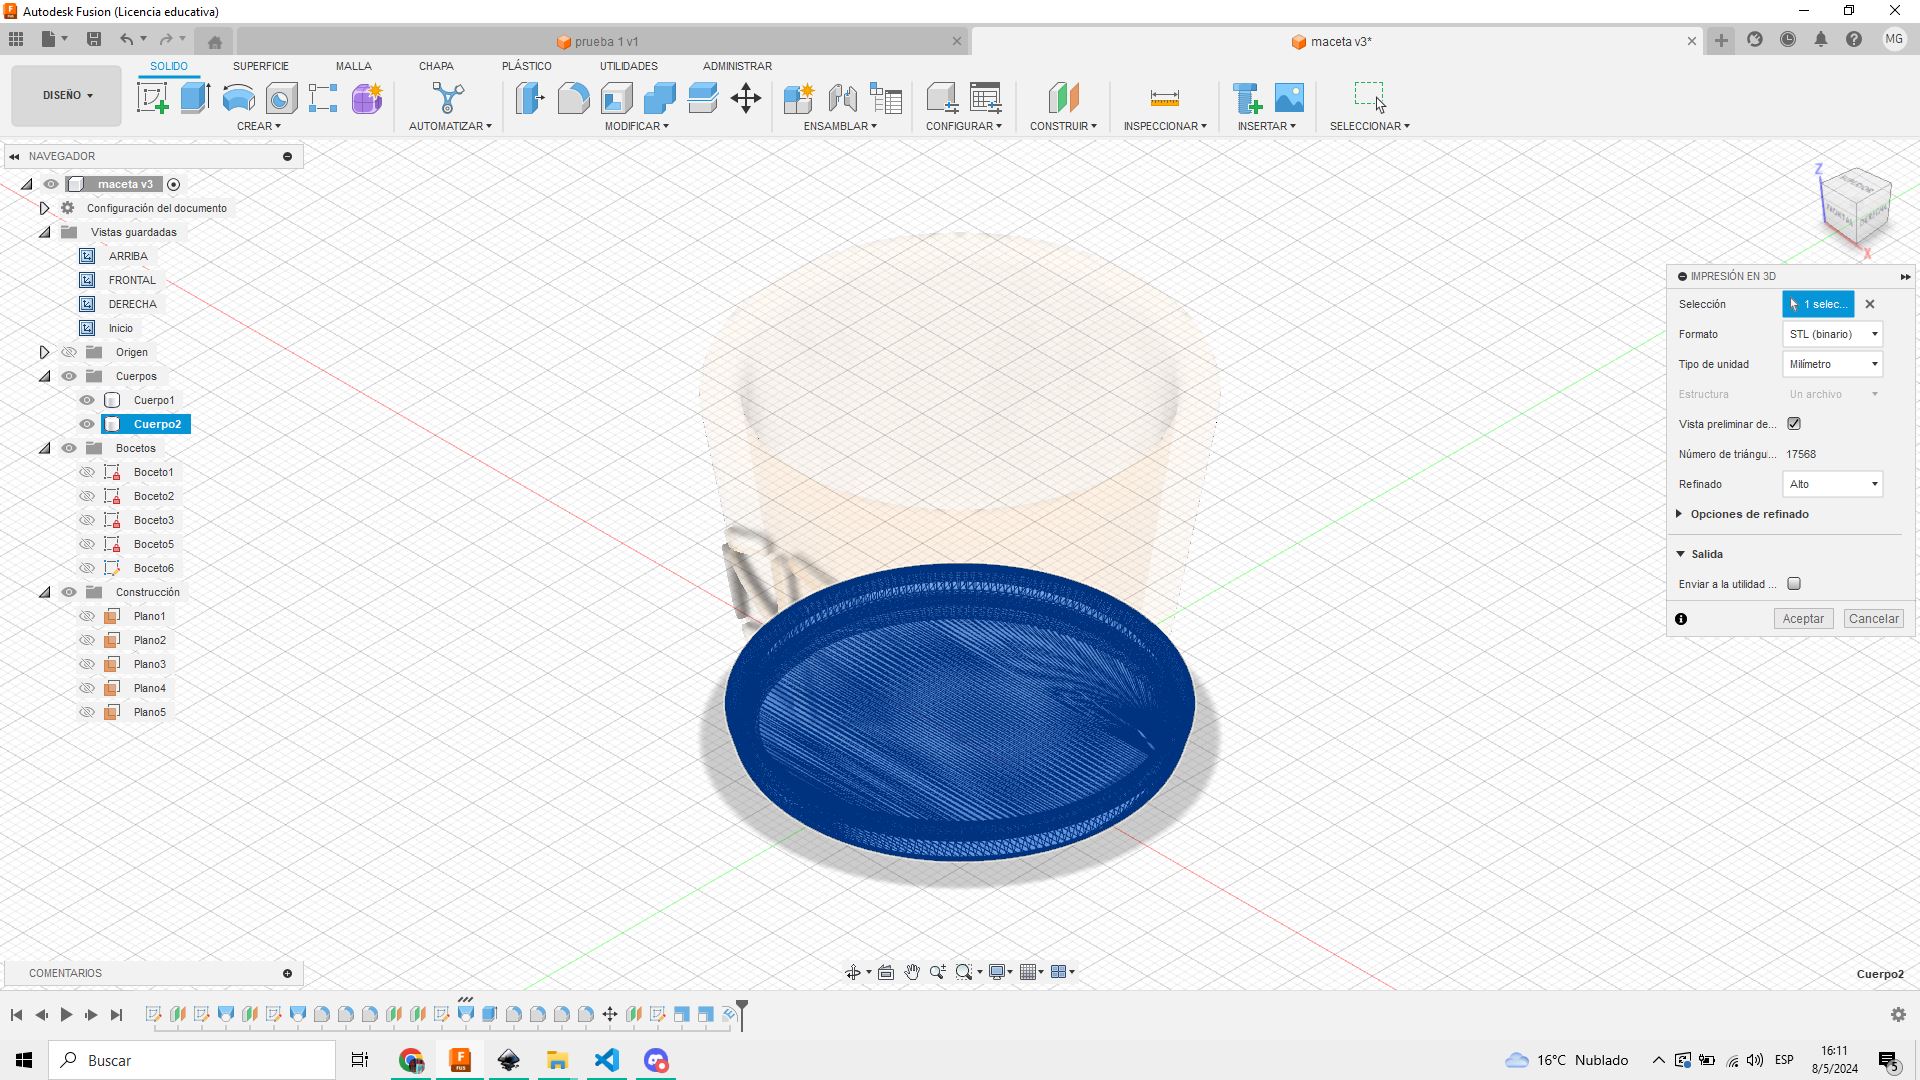 Autodesk Fusion (Licencia educativa)
prueba 1 v1
maceta v3*
MG
DISEÑO
SOLIDO
SUPERFICIE
MALLA
CHAPA
PLÁSTICO
UTILIDADES
ADMINISTRAR
CREAR
AUTOMATIZAR
MODIFICAR
ENSAMBLAR
CONFIGURAR
CONSTRUIR
INSPECCIONAR
INSERTAR
SELECCIONAR
NAVEGADOR
maceta v3
Configuración del documento
Vistas guardadas
ARRIBA
FRONTAL
DERECHA
Inicio
Origen
Cuerpos
Cuerpo1
Cuerpo2
Bocetos
Boceto1
Boceto2
Boceto3
Boceto5
Boceto6
Construcción
Plano1
Plano2
Plano3
Plano4
Plano5
Z
SUPERIOR
FRONTAL
DERECHA
X
IMPRESIÓN EN 3D
Selección
1 selec...
Formato
STL (binario)
Tipo de unidad
Milímetro
Estructura
Un archivo
Vista preliminar de...
Número de triángu...
17568
Refinado
Alto
Opciones de refinado
Salida
Enviar a la utilidad ...
Aceptar
Cancelar
COMENTARIOS
Cuerpo2
Buscar
16°C Nublado
ESP
16:11
8/5/2024
5